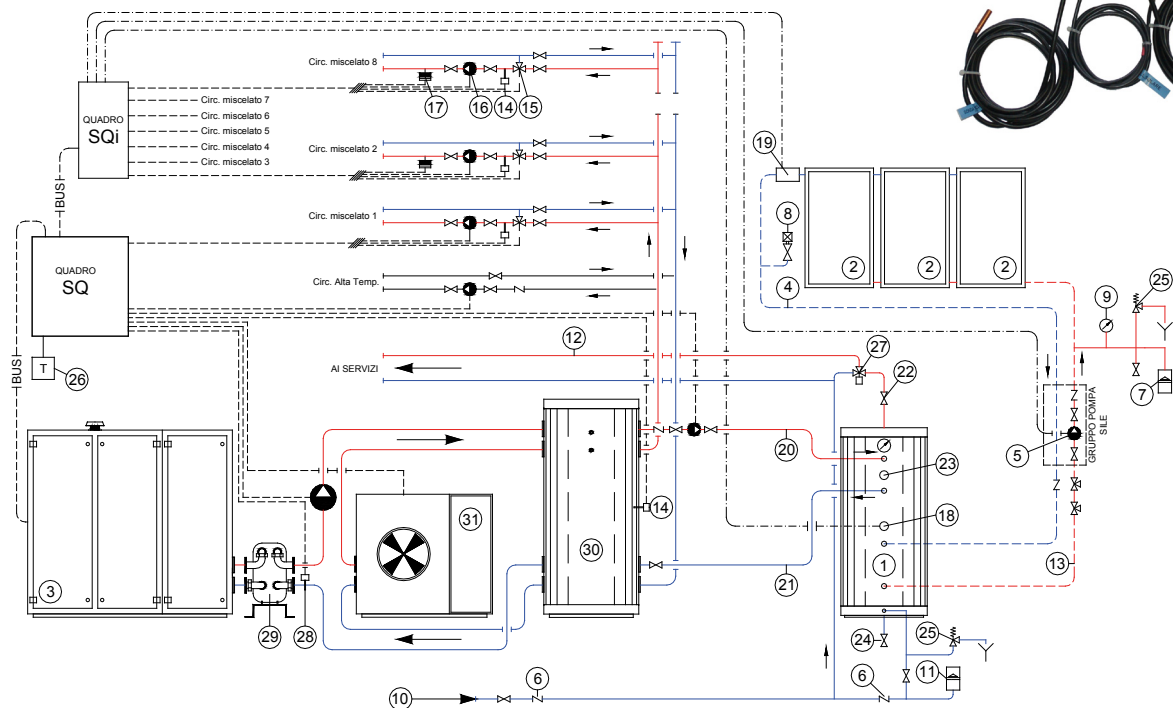 Circ. miscelato 8
17
16
14
15
QUADRO
SQi
Circ. miscelato 7
Circ. miscelato 6
Circ. miscelato 5
Circ. miscelato 4
Circ. miscelato 3
Circ. miscelato 2
BUS
Circ. miscelato 1
QUADRO
SQ
Circ. Alta Temp.
T
26
BUS
12
AI SERVIZI
27
22
19
8
2
2
2
4
9
25
7
5
GRUPPO POMPA
SILE
20
23
18
14
31
30
3
1
21
13
29
28
24
25
11
10
6
6